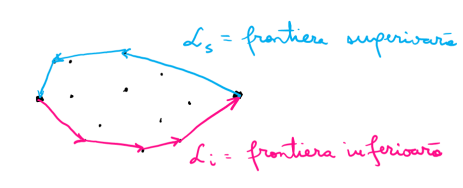 ℒₛ = frontiera superioară
ℒᵢ = frontiera inferioară